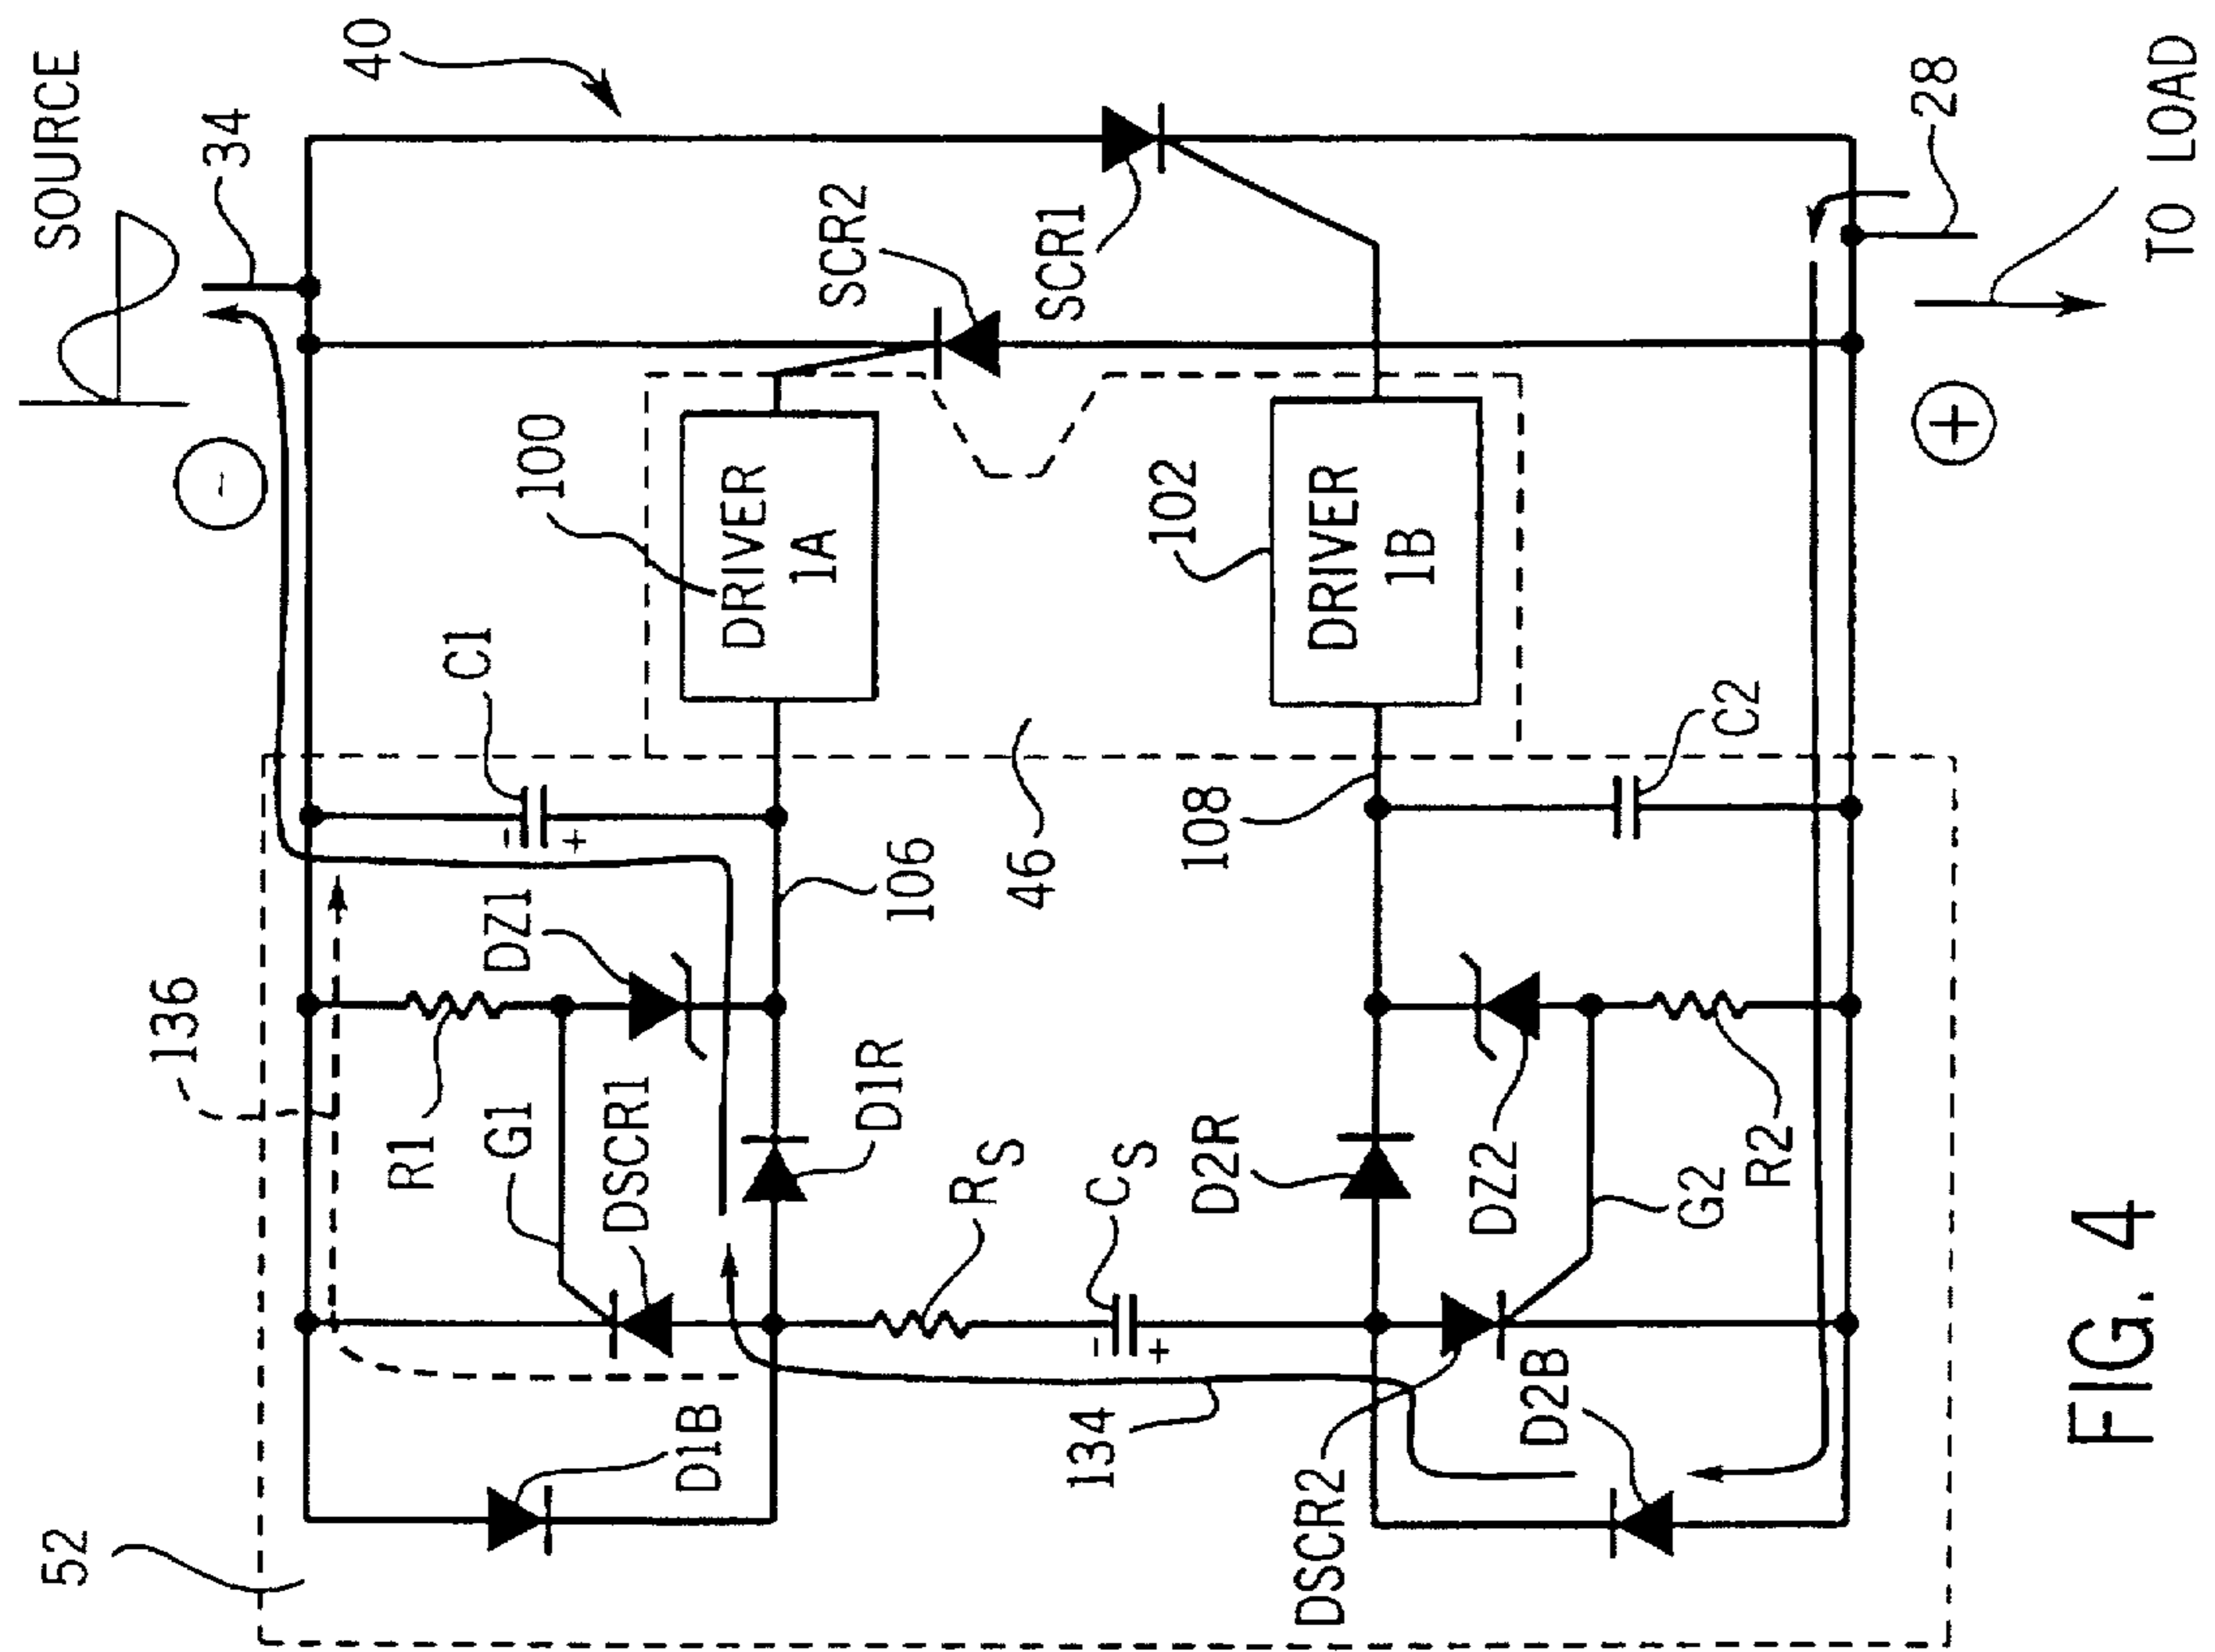 SOURCE
34
40
−
136
C1
100
DRIVER
1A
SCR2
SCR1
R1
DZ1
G1
DSCR1
D1R
106
46
52
D1B
RS
CS
134
D2R
108
102
DRIVER
1B
C2
DZ2
G2
R2
DSCR2
D2B
−
+
=
+
+
28
TO LOAD
FIG. 4